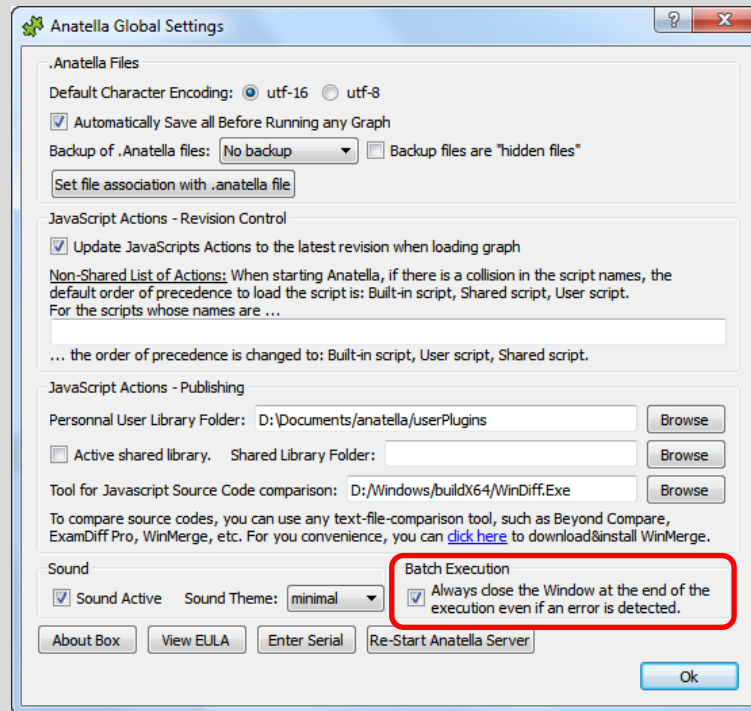 Anatella Global Settings
.Anatella Files
Default Character Encoding: utf-16 utf-8
Automatically Save all Before Running any Graph
Backup of .Anatella files: No backup Backup files are "hidden files"
Set file association with .anatella file
JavaScript Actions - Revision Control
Update JavaScripts Actions to the latest revision when loading graph
Non-Shared List of Actions: When starting Anatella, if there is a collision in the script names, the
default order of precedence to load the script is: Built-in script, Shared script, User script.
For the scripts whose names are ...
... the order of precedence is changed to: Built-in script, User script, Shared script.
JavaScript Actions - Publishing
Personnal User Library Folder: D:\Documents/anatella/userPlugins Browse
Active shared library. Shared Library Folder: Browse
Tool for Javascript Source Code comparison: D:/Windows/buildX64/WinDiff.Exe Browse
To compare source codes, you can use any text-file-comparison tool, such as Beyond Compare,
ExamDiff Pro, WinMerge, etc. For you convenience, you can click here to download&install WinMerge.
Sound
Sound Active Sound Theme: minimal
Batch Execution
Always close the Window at the end of the
execution even if an error is detected.
About Box View EULA Enter Serial Re-Start Anatella Server
Ok